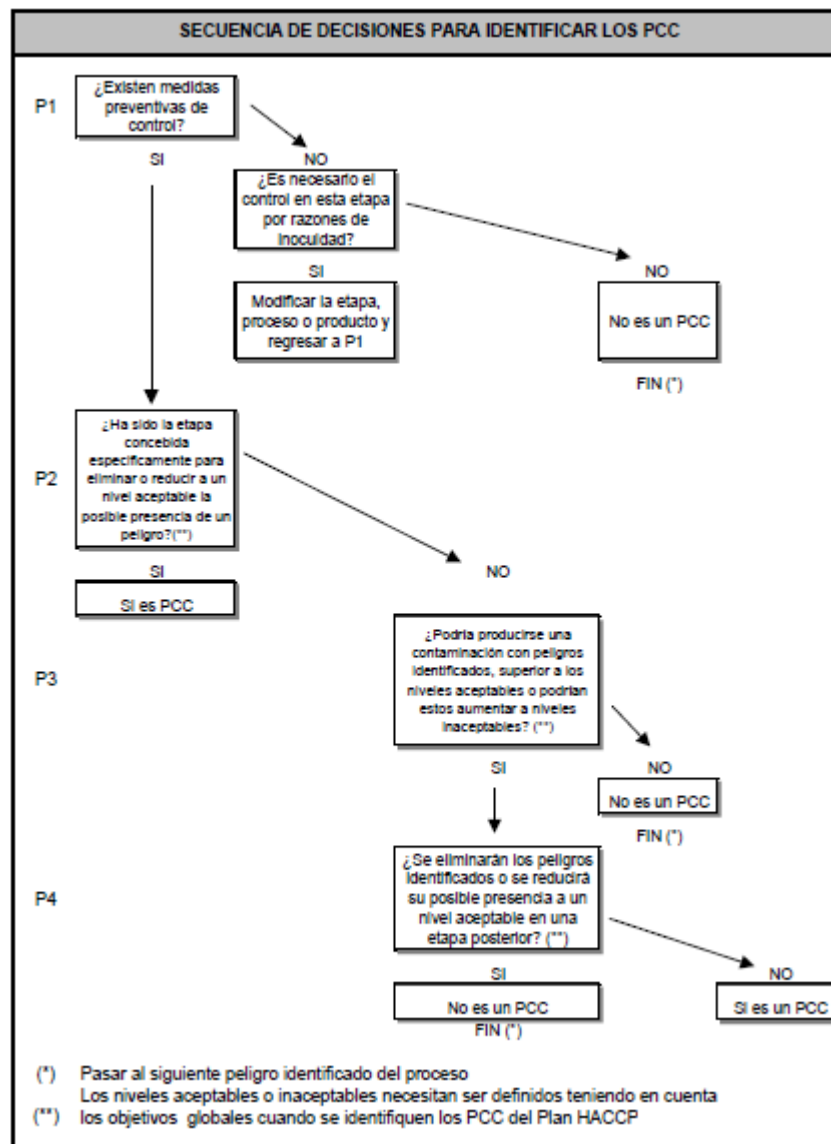 SECUENCIA DE DECISIONES PARA IDENTIFICAR LOS PCC
P1
¿Existen medidas
preventivas de
control?
SI
NO
¿Es necesario el
control en esta etapa
por razones de
inocuidad?
SI
NO
Modificar la etapa,
proceso o producto y
regresar a P1
No es un PCC
FIN (*)
P2
¿Ha sido la etapa
concebida
específicamente para
eliminar o reducir a un
nivel aceptable la
posible presencia de un
peligro?(**)
SI
NO
SI es PCC
P3
¿Podría producirse una
contaminación con peligros
identificados, superior a los
niveles aceptables o podrían
estos aumentar a niveles
inaceptables? (**)
SI
NO
No es un PCC
FIN (*)
P4
¿Se eliminarán los peligros
identificados o se reducirá
su posible presencia a un
nivel aceptable en una
etapa posterior? (**)
SI
NO
No es un PCC
SI es un PCC
FIN (*)
(*) Pasar al siguiente peligro identificado del proceso
Los niveles aceptables o inaceptables necesitan ser definidos teniendo en cuenta
(**) los objetivos globales cuando se identifiquen los PCC del Plan HACCP